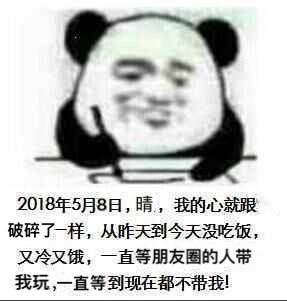 2018年5月8日，晴，我的心就跟
破碎了一样，从昨天到今天没吃饭，
又冷又饿，一直等朋友圈的人带
我玩，一直等到现在都不带我！